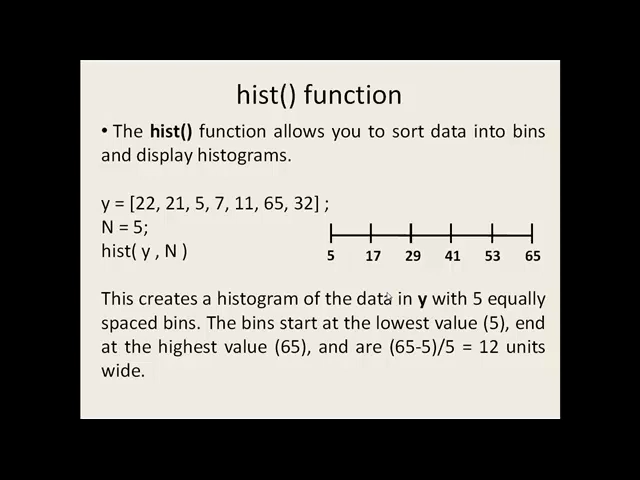 hist() function
• The hist() function allows you to sort data into bins
and display histograms.
y = [22, 21, 5, 7, 11, 65, 32] ;
N = 5;
hist( y , N )
5 17 29 41 53 65
This creates a histogram of the data in y with 5 equally
spaced bins. The bins start at the lowest value (5), end
at the highest value (65), and are (65-5)/5 = 12 units
wide.